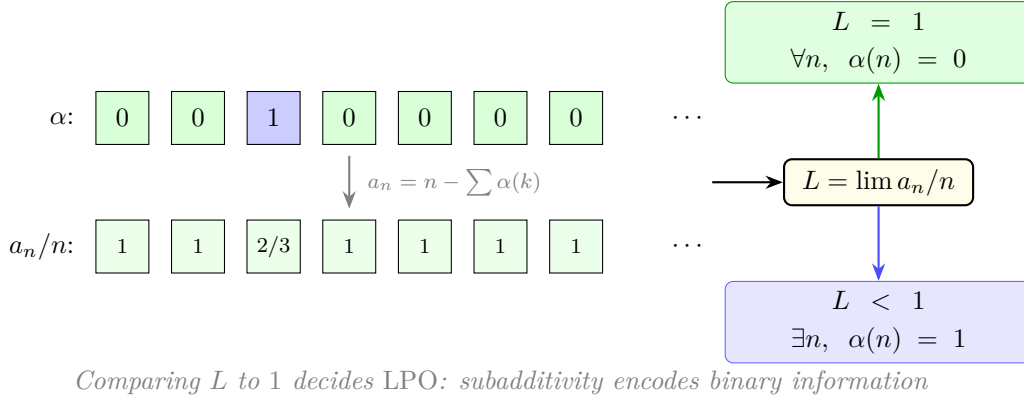 L = 1
∀n, α(n) = 0
α: 0 0 1 0 0 0 0 ⋯
a_n = n − ∑ α(k)
L = lim a_n/n
a_n/n: 1 1 2/3 1 1 1 1 ⋯
L < 1
∃n, α(n) = 1
Comparing L to 1 decides LPO: subadditivity encodes binary information